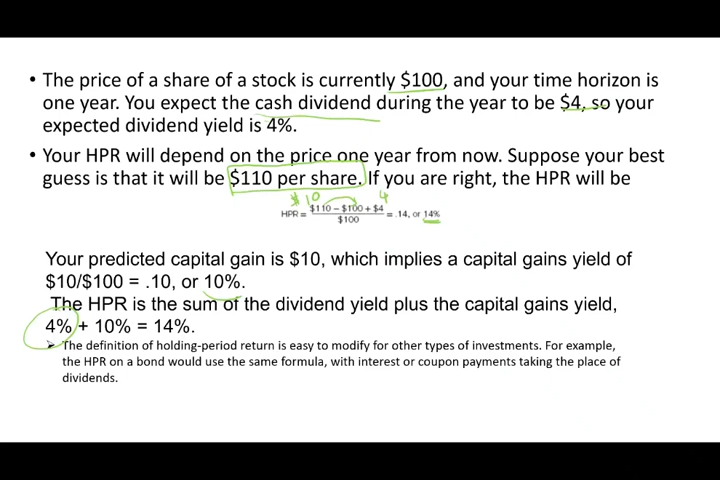 • The price of a share of a stock is currently $100, and your time horizon is
one year. You expect the cash dividend during the year to be $4, so your
expected dividend yield is 4%.
• Your HPR will depend on the price one year from now. Suppose your best
guess is that it will be $110 per share. If you are right, the HPR will be
$10 4
HPR = $110 − $100 + $4 / $100 = .14, or 14%
Your predicted capital gain is $10, which implies a capital gains yield of
$10/$100 = .10, or 10%.
The HPR is the sum of the dividend yield plus the capital gains yield,
4% + 10% = 14%.
➢ The definition of holding-period return is easy to modify for other types of investments. For example,
the HPR on a bond would use the same formula, with interest or coupon payments taking the place of
dividends.